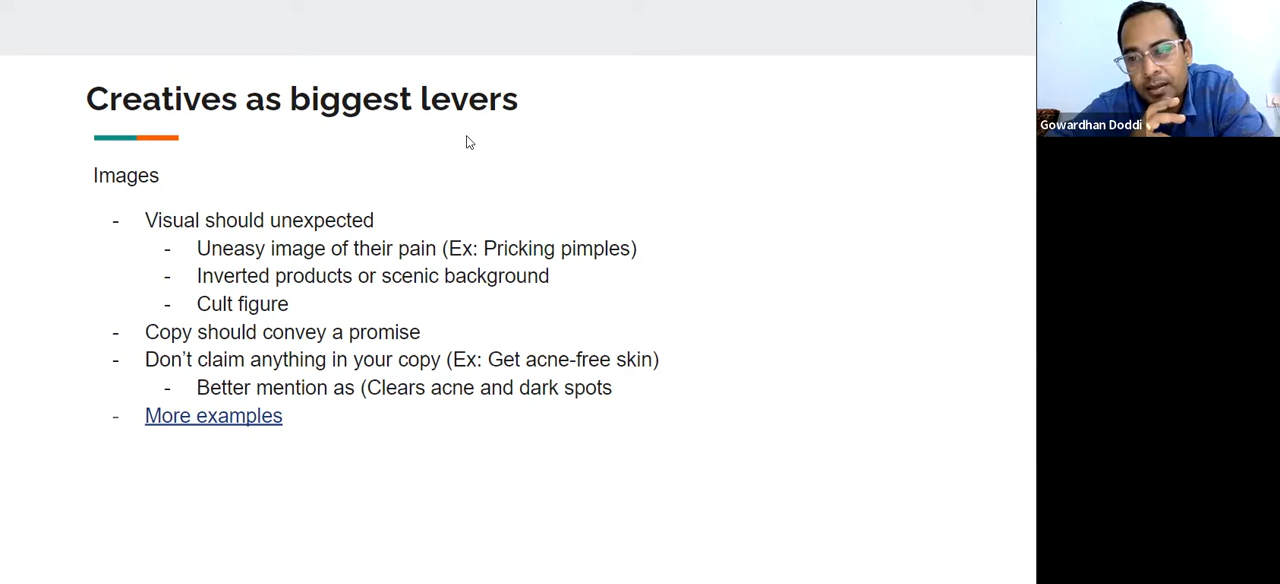 Creatives as biggest levers
Images
- Visual should unexpected
- Uneasy image of their pain (Ex: Pricking pimples)
- Inverted products or scenic background
- Cult figure
- Copy should convey a promise
- Don’t claim anything in your copy (Ex: Get acne-free skin)
- Better mention as (Clears acne and dark spots
- More examples
Gowardhan Doddi